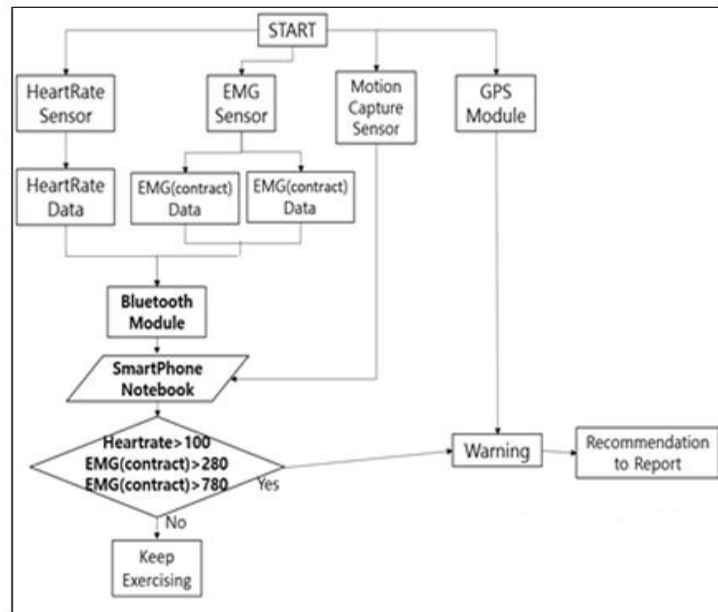 START
HeartRate
Sensor
EMG
Sensor
Motion
Capture
Sensor
GPS
Module
HeartRate
Data
EMG(contract)
Data
EMG(contract)
Data
Bluetooth
Module
SmartPhone
Notebook
Heartrate>100
EMG(contract)>280
EMG(contract)>780
Yes
No
Warning
Recommendation
to Report
Keep
Exercising